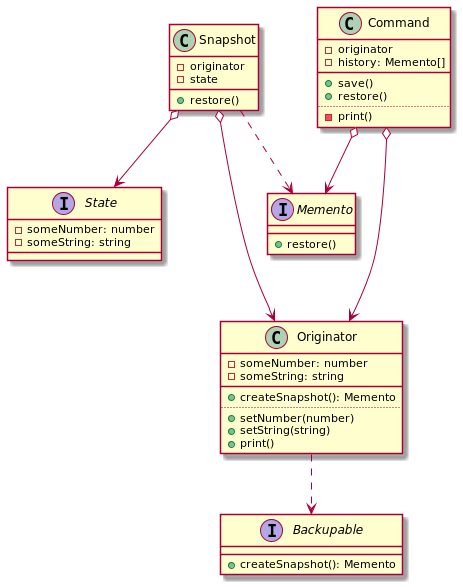 C Snapshot
originator
state
restore()
C Command
originator
history: Memento[]
save()
restore()
print()
I State
someNumber: number
someString: string
I Memento
restore()
C Originator
someNumber: number
someString: string
createSnapshot(): Memento
setNumber(number)
setString(string)
print()
I Backupable
createSnapshot(): Memento